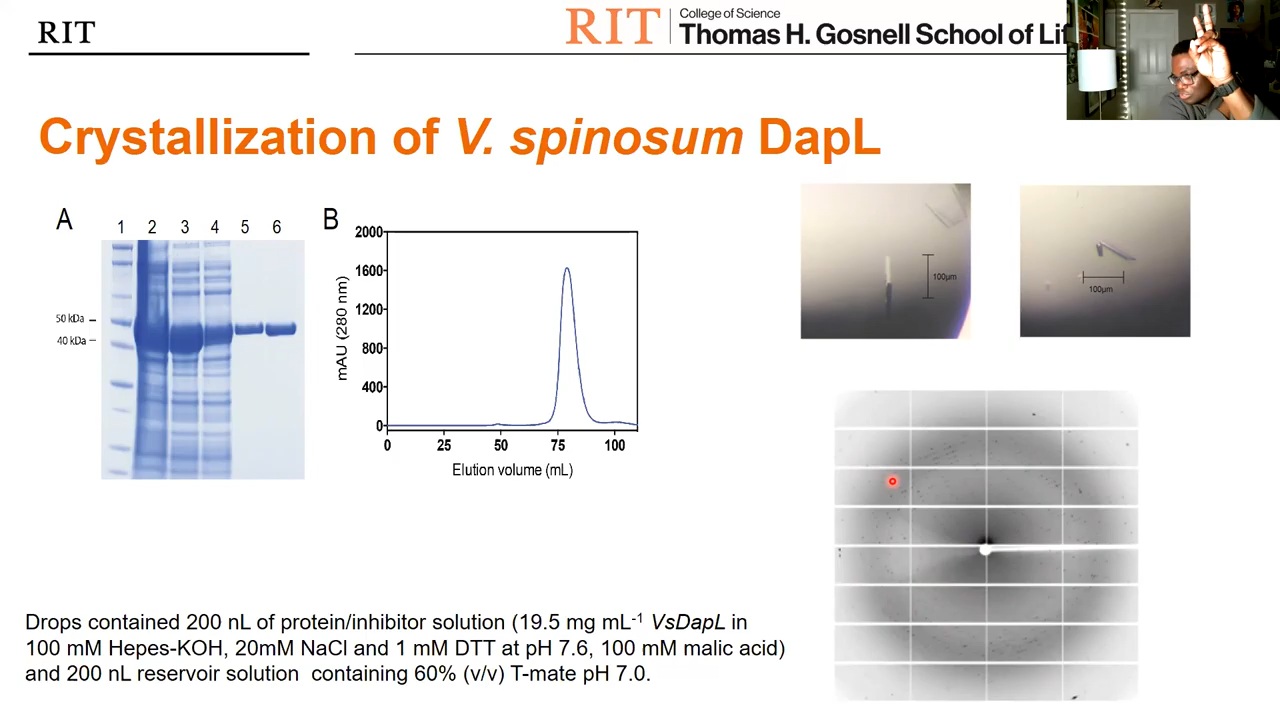 RIT
RIT
College of Science
Thomas H. Gosnell School of Lif
Crystallization of V. spinosum DapL
A
1 2 3 4 5 6
50 kDa
40 kDa
B
2000
1600
1200
800
400
0
mAU (280 nm)
0 25 50 75 100
Elution volume (mL)
100µm
100µm
Drops contained 200 nL of protein/inhibitor solution (19.5 mg mL-1 VsDapL in
100 mM Hepes-KOH, 20mM NaCl and 1 mM DTT at pH 7.6, 100 mM malic acid)
and 200 nL reservoir solution containing 60% (v/v) T-mate pH 7.0.